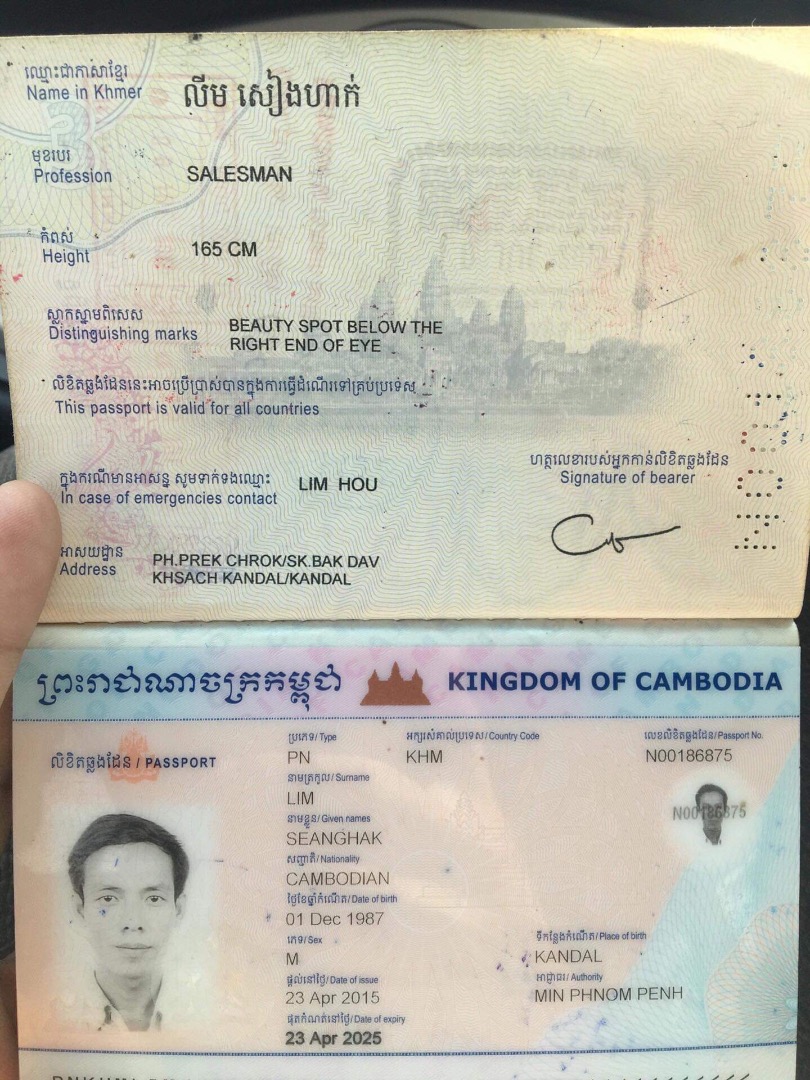 ឈ្មោះជាភាសាខ្មែរ
Name in Khmer
លឹម សៀងហាក់
មុខរបរ
Profession
SALESMAN
កំពស់
Height
165 CM
ស្លាកស្នាមពិសេស
Distinguishing marks
BEAUTY SPOT BELOW THE
RIGHT END OF EYE
លិខិតឆ្លងដែននេះអាចប្រើប្រាស់បានក្នុងការធ្វើដំណើរទៅគ្រប់ប្រទេស
This passport is valid for all countries
ក្នុងករណីមានអាសន្ន សូមទាក់ទងឈ្មោះ
In case of emergencies contact
LIM HOU
ហត្ថលេខារបស់អ្នកកាន់លិខិតឆ្លងដែន
Signature of bearer
អាសយដ្ឋាន
Address
PH.PREK CHROK/SK.BAK DAV
KHSACH KANDAL/KANDAL
ព្រះរាជាណាចក្រកម្ពុជា
KINGDOM OF CAMBODIA
លិខិតឆ្លងដែន / PASSPORT
ប្រភេទ/ Type
PN
អក្សរសំគាល់ប្រទេស/ Country Code
KHM
លេខលិខិតឆ្លងដែន/ Passport No.
N00186875
N00186875
នាមត្រកូល/ Surname
LIM
នាមខ្លួន/ Given names
SEANGHAK
សញ្ជាតិ/ Nationality
CAMBODIAN
ថ្ងៃខែឆ្នាំកំណើត/ Date of birth
01 Dec 1987
ភេទ/ Sex
M
ទីកន្លែងកំណើត/ Place of birth
KANDAL
ផ្តល់នៅថ្ងៃ/ Date of issue
23 Apr 2015
អាជ្ញាធរ/ Authority
MIN PHNOM PENH
ផុតកំណត់នៅថ្ងៃ/ Date of expiry
23 Apr 2025